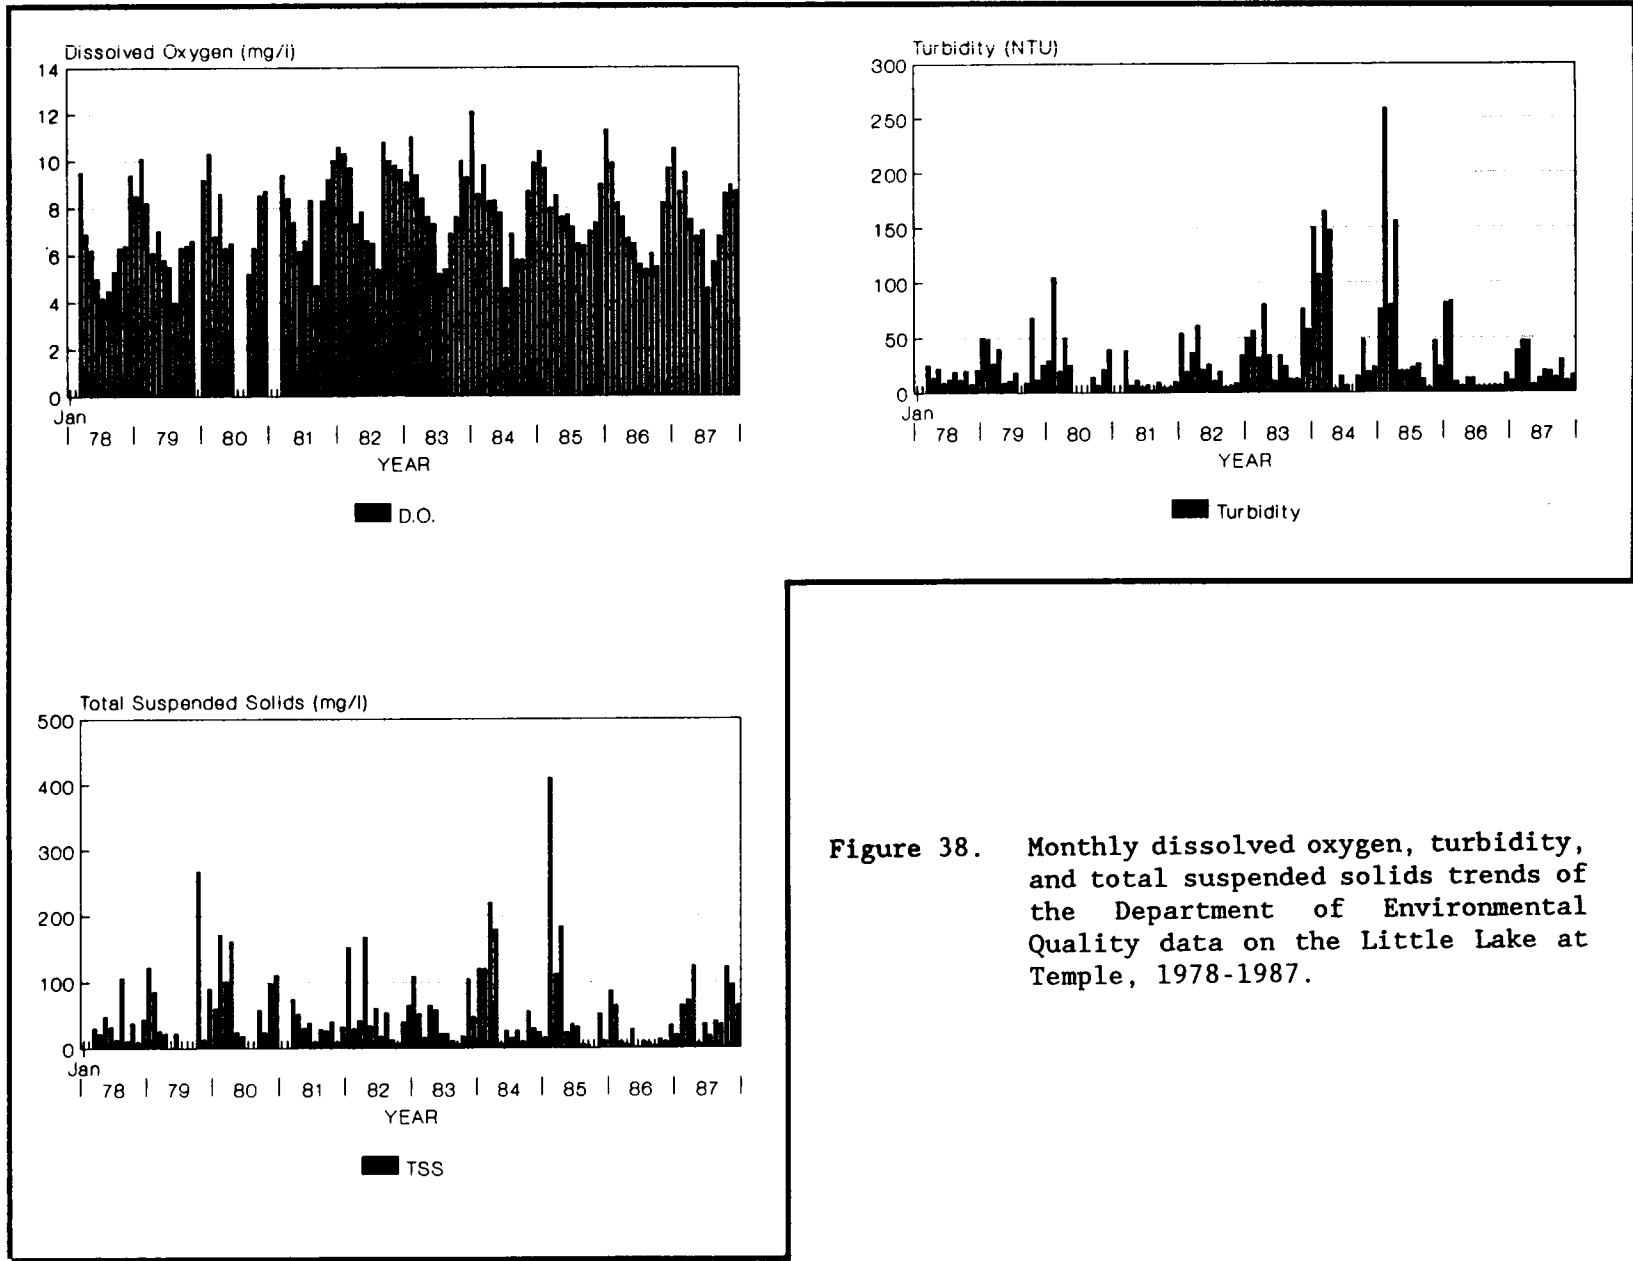 Dissolved Oxygen (mg/l)
14
12
10
8
6
4
2
0
Jan
| 78 | 79 | 80 | 81 | 82 | 83 | 84 | 85 | 86 | 87 |
YEAR
D.O.
Turbidity (NTU)
300
250
200
150
100
50
0
Jan
| 78 | 79 | 80 | 81 | 82 | 83 | 84 | 85 | 86 | 87 |
YEAR
Turbidity
Total Suspended Solids (mg/l)
500
400
300
200
100
0
Jan
| 78 | 79 | 80 | 81 | 82 | 83 | 84 | 85 | 86 | 87 |
YEAR
TSS
Figure 38. Monthly dissolved oxygen, turbidity,
and total suspended solids trends of
the Department of Environmental
Quality data on the Little Lake at
Temple, 1978-1987.